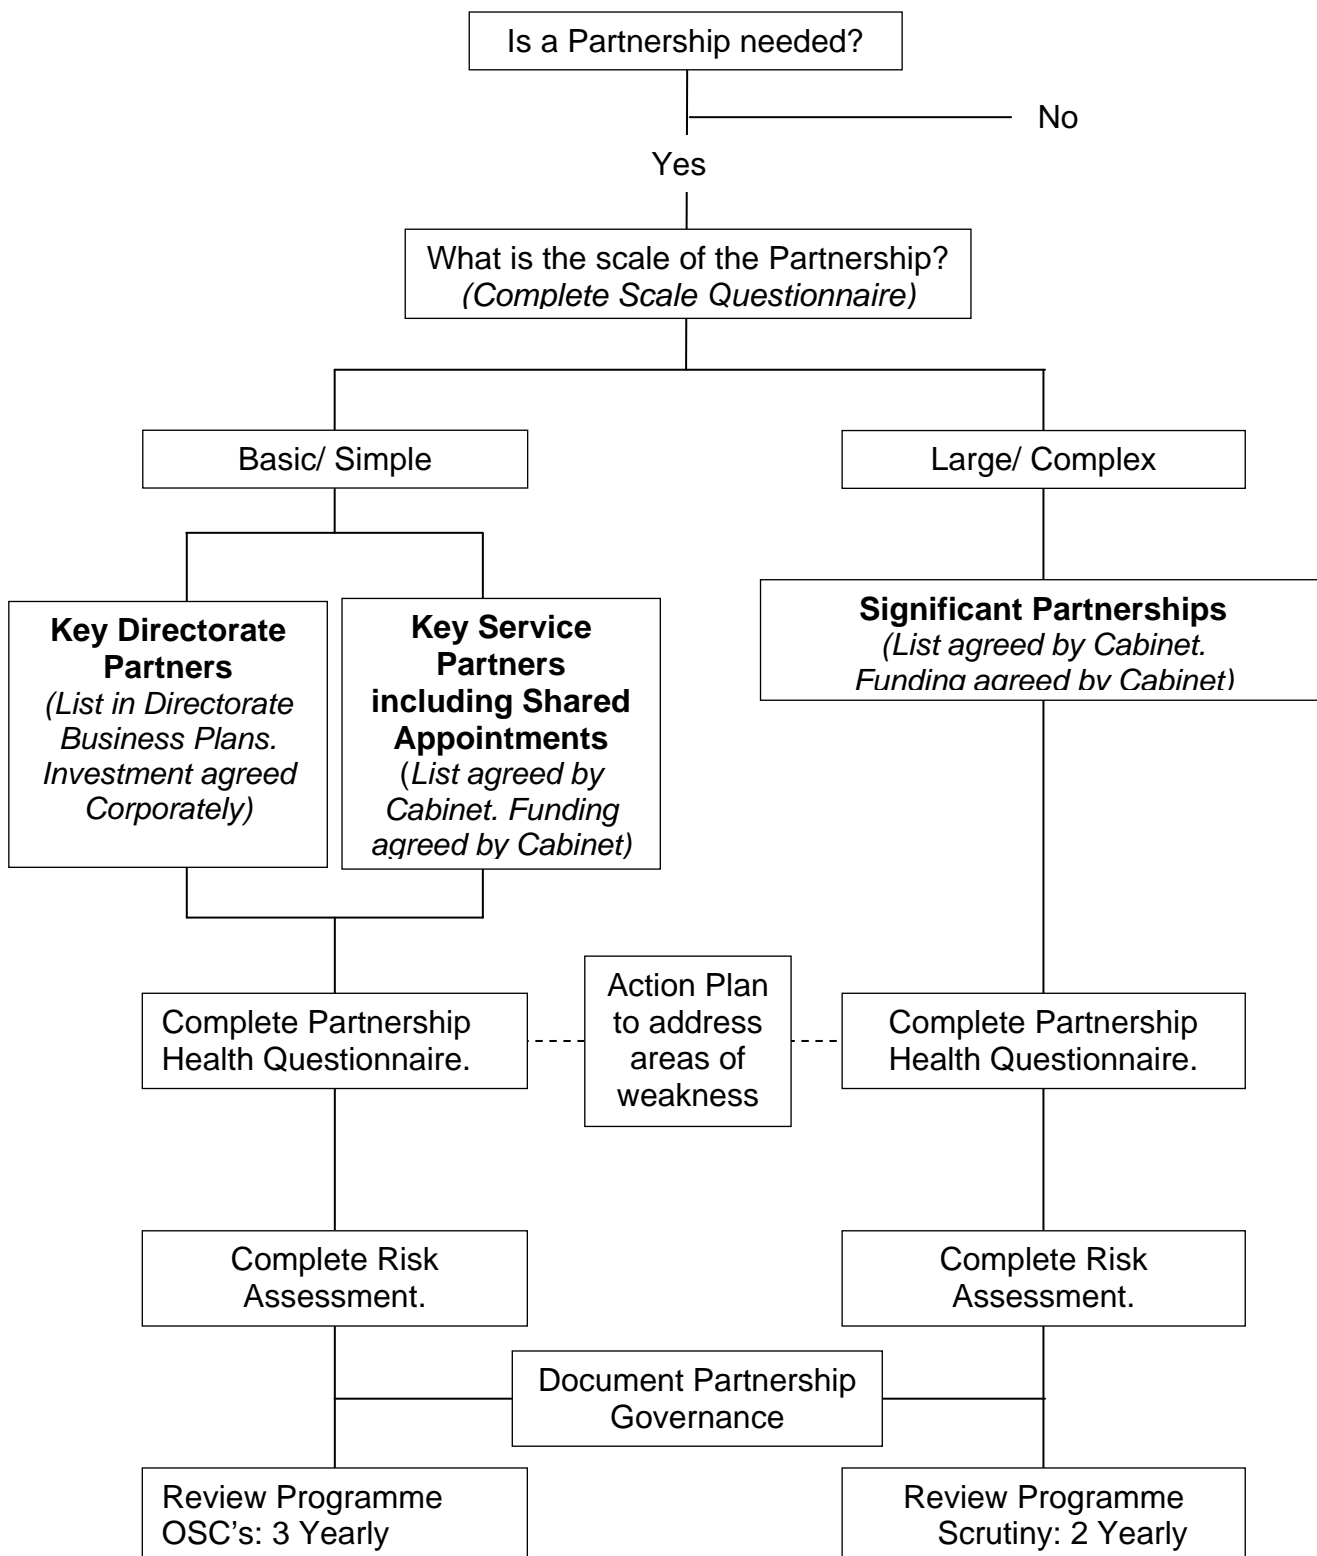 Is a Partnership needed?
No
Yes
What is the scale of the Partnership?
(Complete Scale Questionnaire)
Basic/ Simple
Large/ Complex
Key Directorate
Partners
(List in Directorate
Business Plans.
Investment agreed
Corporately)
Key Service
Partners
including Shared
Appointments
(List agreed by
Cabinet. Funding
agreed by Cabinet)
Significant Partnerships
(List agreed by Cabinet.
Funding agreed by Cabinet)
Complete Partnership
Health Questionnaire.
Action Plan
to address
areas of
weakness
Complete Partnership
Health Questionnaire.
Complete Risk
Assessment.
Complete Risk
Assessment.
Document Partnership
Governance
Review Programme
OSC's: 3 Yearly
Review Programme
Scrutiny: 2 Yearly